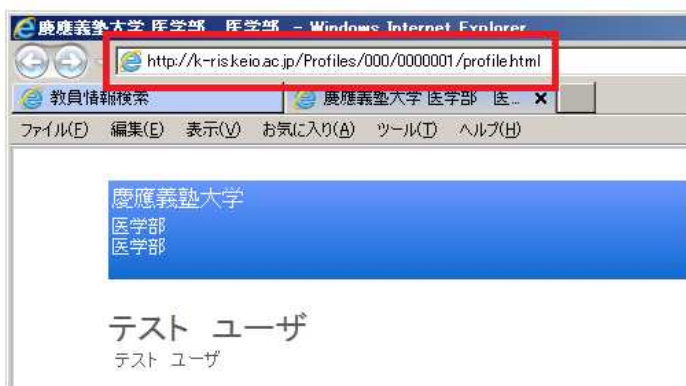 慶應義塾大学 医学部 医学部 - Windows Internet Explorer
http://k-ris.keio.ac.jp/Profiles/000/0000001/profile.html
教員情報検索
慶應義塾大学 医学部 医...
ファイル(F) 編集(E) 表示(V) お気に入り(A) ツール(T) ヘルプ(H)
慶應義塾大学
医学部
医学部
テスト ユーザ
テスト ユーザ